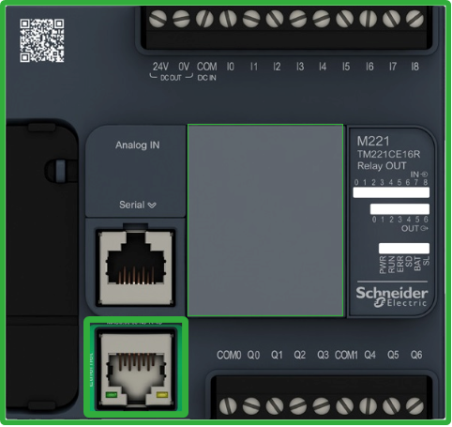 24V 0V COM I0 I1 I2 I3 I4 I5 I6 I7 I8
DC OUT DC IN
Analog IN
Serial
M221
TM221CE16R
Relay OUT
IN
0 1 2 3 4 5 6 7 8
0 1 2 3 4 5 6
OUT
PWR
RUN
ERR
SD
BAT
SL
Schneider
Electric
COM0 Q0 Q1 Q2 Q3 COM1 Q4 Q5 Q6